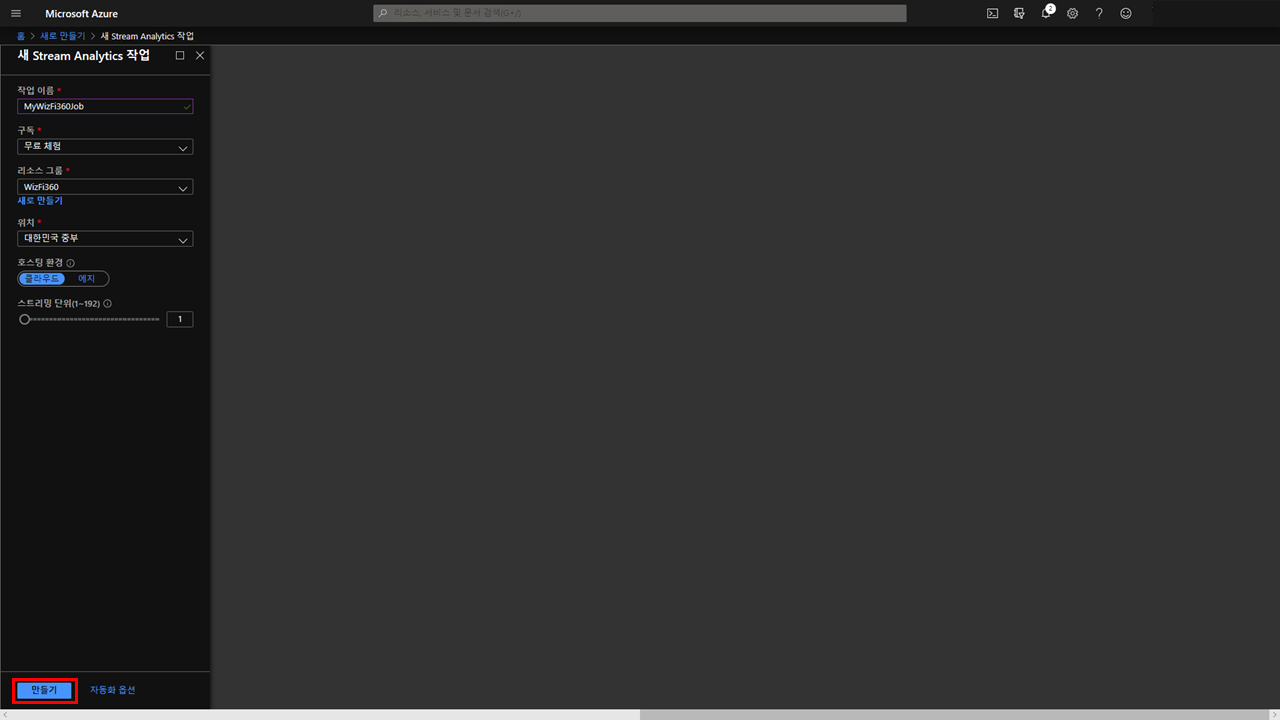 Microsoft Azure
리소스, 서비스 및 문서 검색(G+/)
2
홈 > 새로 만들기 > 새 Stream Analytics 작업
새 Stream Analytics 작업
작업 이름 *
MyWizFi360Job
구독 *
무료 체험
리소스 그룹 *
WizFi360
새로 만들기
위치 *
대한민국 중부
호스팅 환경
클라우드 에지
스트리밍 단위(1~192)
1
만들기 자동화 옵션